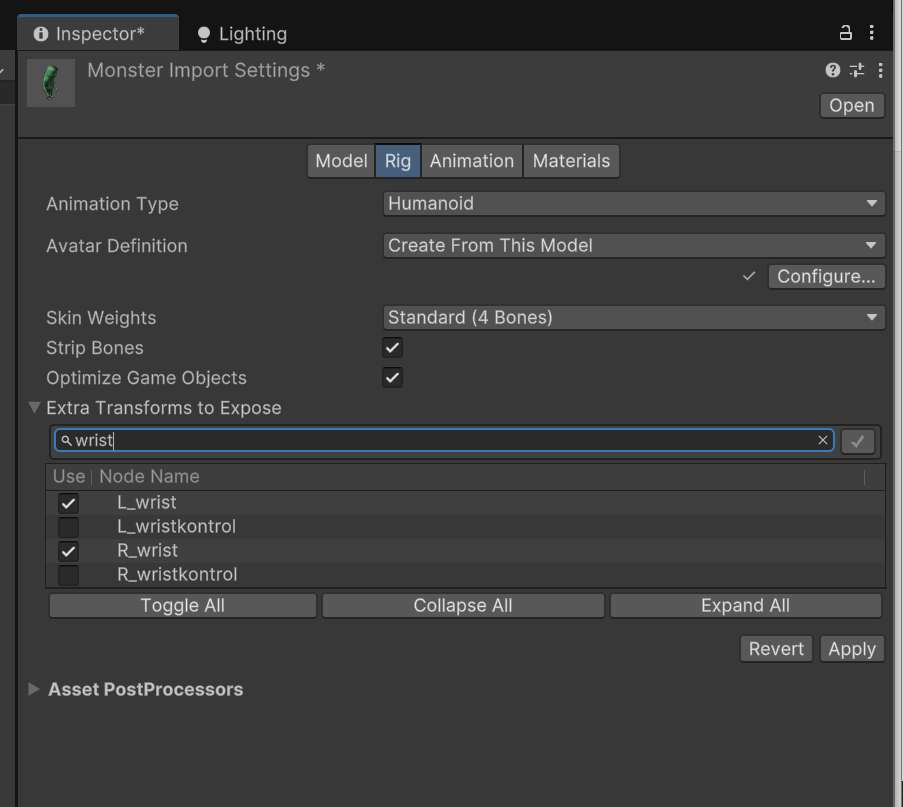 Inspector*
Lighting
Monster Import Settings *
Open
Model Rig Animation Materials
Animation Type Humanoid
Avatar Definition Create From This Model
Configure...
Skin Weights Standard (4 Bones)
Strip Bones
Optimize Game Objects
Extra Transforms to Expose
wrist
Use Node Name
L_wrist
L_wristkontrol
R_wrist
R_wristkontrol
Toggle All Collapse All Expand All
Revert Apply
Asset PostProcessors